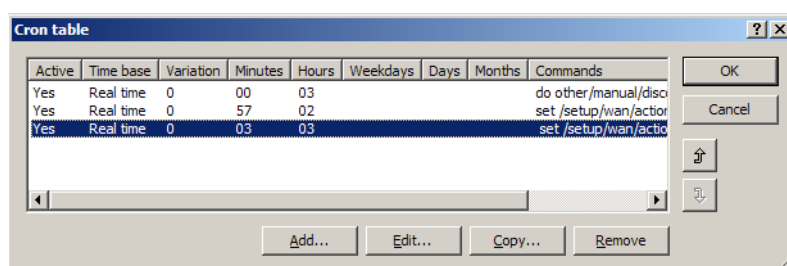 Cron table
Active Time base Variation Minutes Hours Weekdays Days Months Commands
Yes Real time 0 00 03 do other/manual/disc
Yes Real time 0 57 02 set /setup/wan/action
Yes Real time 0 03 03 set /setup/wan/actio
OK
Cancel
Add... Edit... Copy... Remove